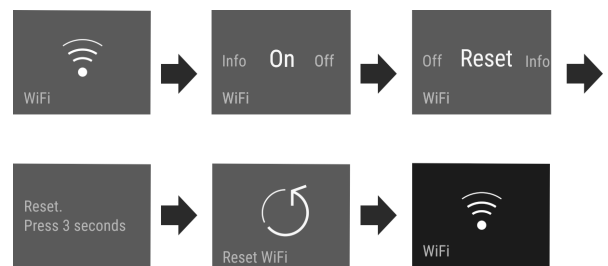 WiFi
Info On Off
WiFi
Off Reset Info
WiFi
Reset.
Press 3 seconds
Reset WiFi
WiFi